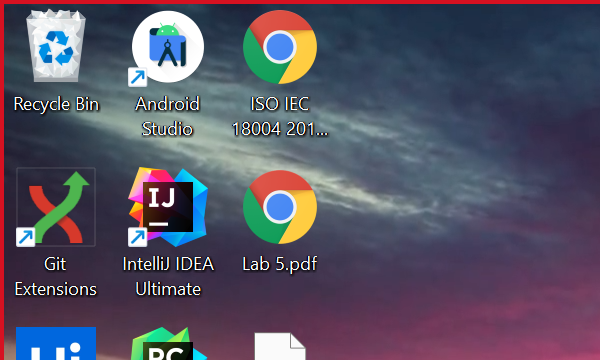 Recycle Bin
Android
Studio
ISO IEC
18004 201...
Git
Extensions
IJ
IntelliJ IDEA
Ultimate
Lab 5.pdf
PC